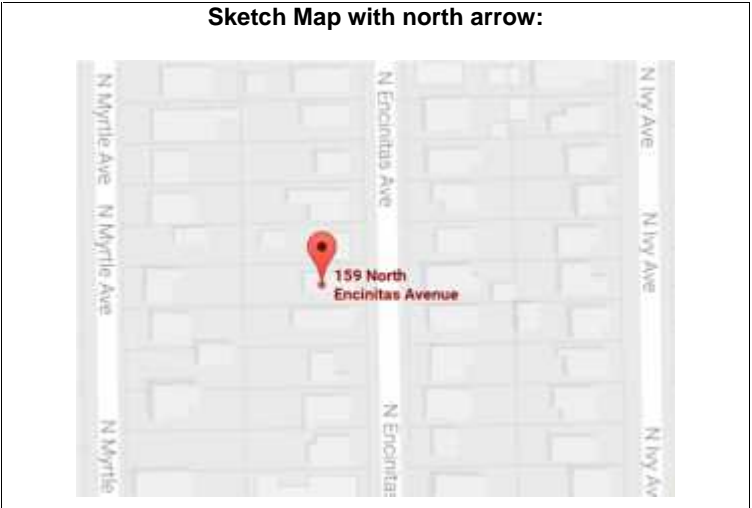 Sketch Map with north arrow:
N Myrtle Ave
N Encinitas Ave
N Ivy Ave
N Myrtle Ave
N Ivy Ave
159 North
Encinitas Avenue
N Myrtle
N Encinitas
N Ivy Av